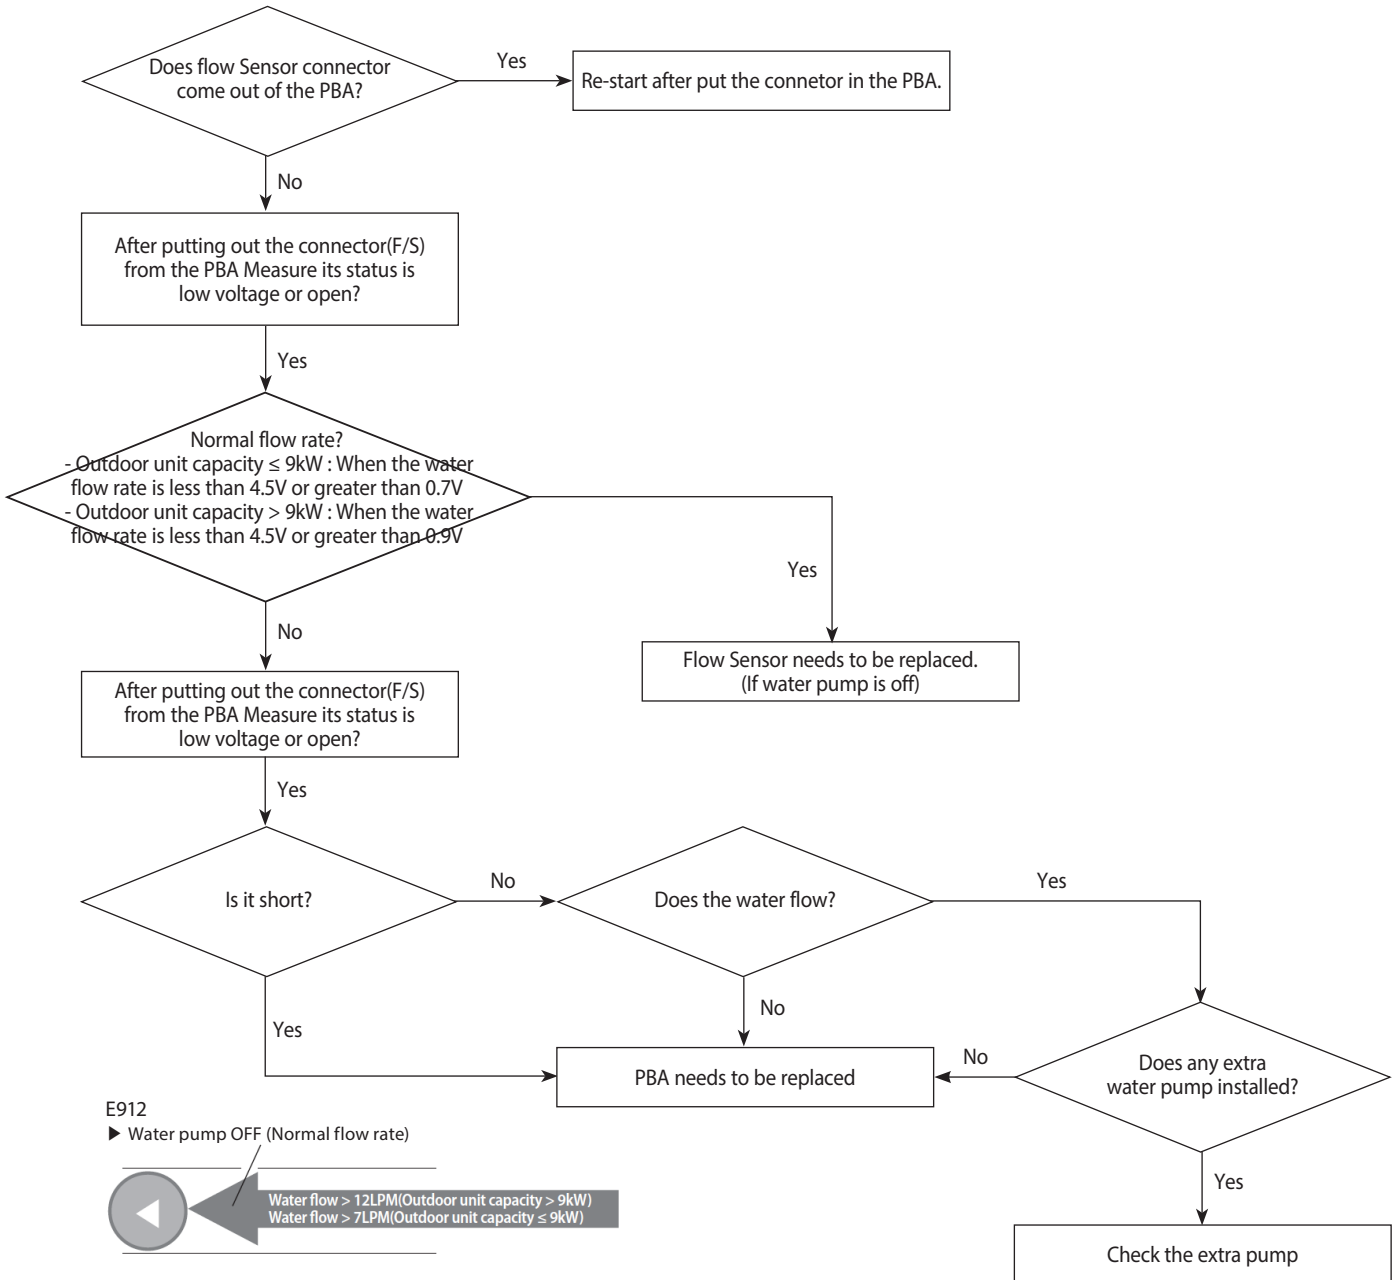 Does flow Sensor connector
come out of the PBA?
Yes
Re-start after put the connetor in the PBA.
No
After putting out the connector(F/S)
from the PBA Measure its status is
low voltage or open?
Yes
Normal flow rate?
- Outdoor unit capacity ≤ 9kW : When the water
flow rate is less than 4.5V or greater than 0.7V
- Outdoor unit capacity > 9kW : When the water
flow rate is less than 4.5V or greater than 0.9V
Yes
No
Flow Sensor needs to be replaced.
(If water pump is off)
After putting out the connector(F/S)
from the PBA Measure its status is
low voltage or open?
Yes
Is it short?
No
Does the water flow?
Yes
No
Yes
PBA needs to be replaced
No
Does any extra
water pump installed?
E912
▶ Water pump OFF (Normal flow rate)
Water flow > 12LPM(Outdoor unit capacity > 9kW)
Water flow > 7LPM(Outdoor unit capacity ≤ 9kW)
Yes
Check the extra pump